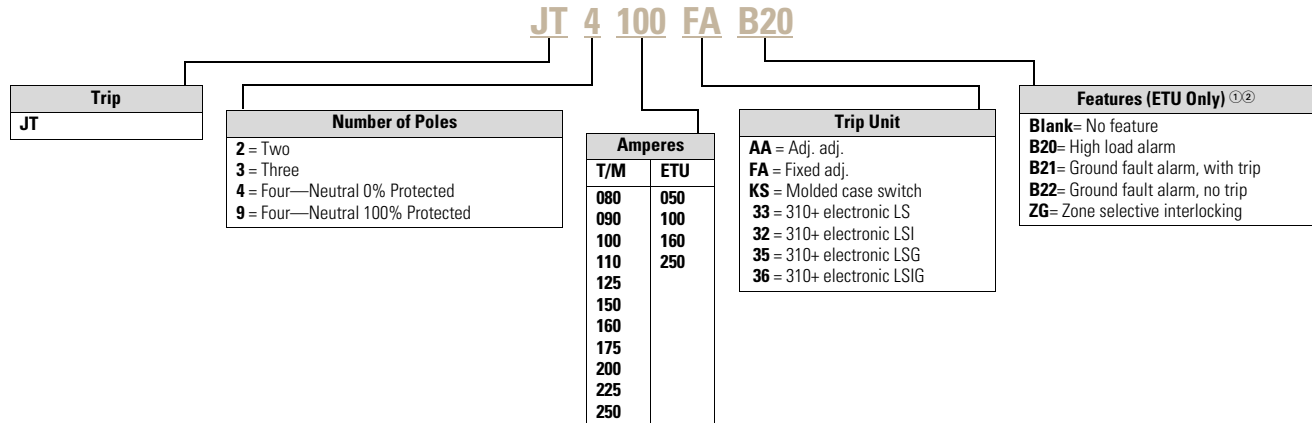 JT 4 100 FA B20
Trip
JT
Number of Poles
2 = Two
3 = Three
4 = Four—Neutral 0% Protected
9 = Four—Neutral 100% Protected
Amperes
T/M ETU
080 050
090 100
100 160
110 250
125
150
160
175
200
225
250
Trip Unit
AA = Adj. adj.
FA = Fixed adj.
KS = Molded case switch
33 = 310+ electronic LS
32 = 310+ electronic LSI
35 = 310+ electronic LSG
36 = 310+ electronic LSIG
Features (ETU Only) ①②
Blank= No feature
B20= High load alarm
B21= Ground fault alarm, with trip
B22= Ground fault alarm, no trip
ZG= Zone selective interlocking